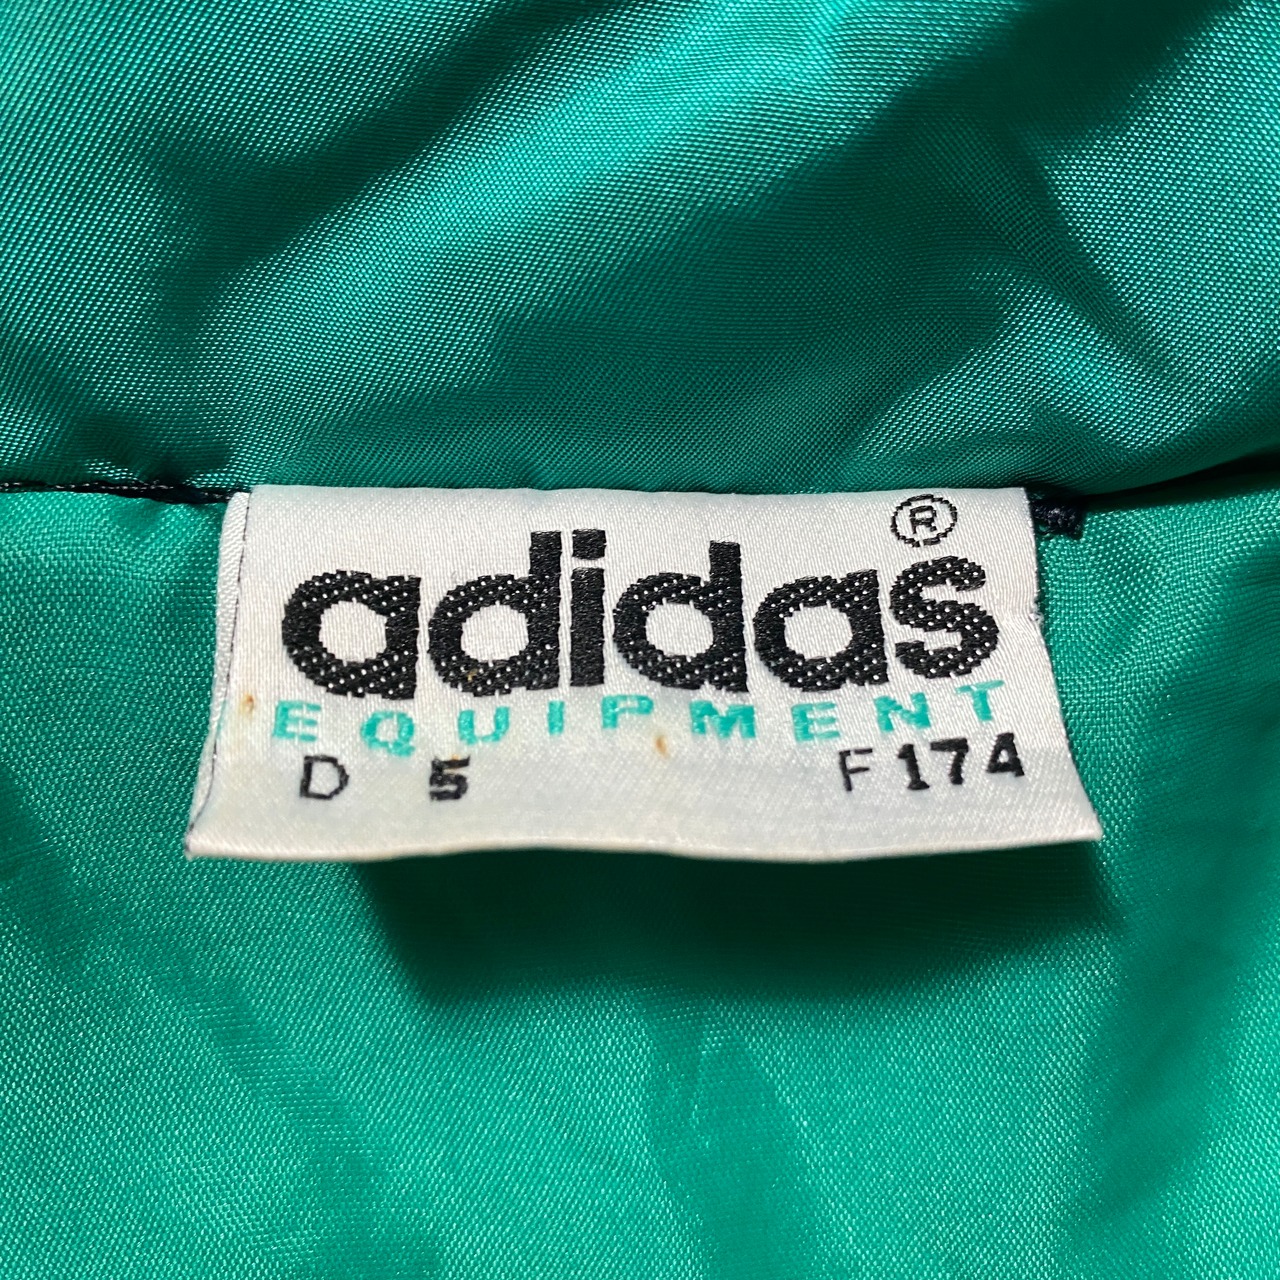 adidas®
EQUIPMENT
D 5 F174